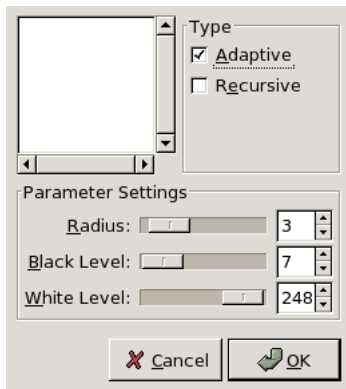 Type
Adaptive
Recursive
Parameter Settings
Radius: 3
Black Level: 7
White Level: 248
Cancel OK